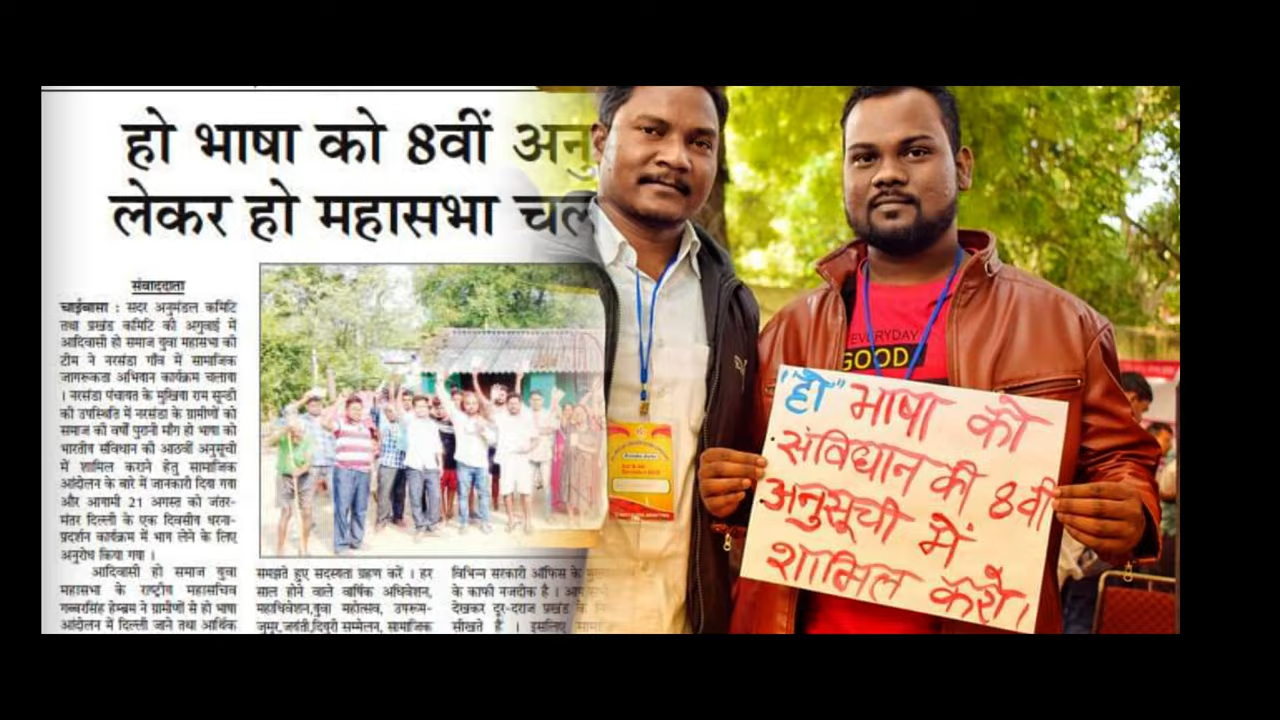 हो भाषा को 8वीं अनु
लेकर हो महासभा चल
संवाददाता
चाईबासा : सदर अनुमंडल कमिटि
तथा प्रखंड कमिटि की अगुवाई में
आदिवासी हो समाज युवा महासभा की
टीम ने नरसंडा गाँव में सामाजिक
जागरूकता अभियान कार्यक्रम चलाया
। नरसंडा पंचायत के मुखिया राम सुन्डी
की उपस्थिति में नरसंडा के ग्रामीणों को
समाज की वर्षों पुरानी माँग हो भाषा को
भारतीय संविधान की आठवीं अनुसूची
में शामिल कराने हेतु सामाजिक
आंदोलन के बारे में जानकारी दिया गया
और आगामी 21 अगस्त को जंतर-
मंतर दिल्ली के एक दिवसीय धरना-
प्रदर्शन कार्यक्रम में भाग लेने के लिए
अनुरोध किया गया ।
आदिवासी हो समाज युवा
महासभा के राष्ट्रीय महासचिव
गब्बरसिंह हेम्ब्रम ने ग्रामीणों से हो भाषा
आंदोलन में दिल्ली जाने तथा आर्थिक
समझते हुए सदस्यता ग्रहण करें । हर
साल होने वाले वार्षिक अधिवेशन,
महाधिवेशन,युवा महोत्सव, उपरूम-
जुमुर,जयंती,दियुरी सम्मेलन, सामाजिक
विभिन्न सरकारी ऑफिस के
के काफी नजदीक है ।
देखकर दूर-दराज प्रखंड के
सीखते हैं । इसलिए
EVERYDAY
GOOD
"हो" भाषा को
संविधान की 8वीं
अनुसूची में
शामिल करो।